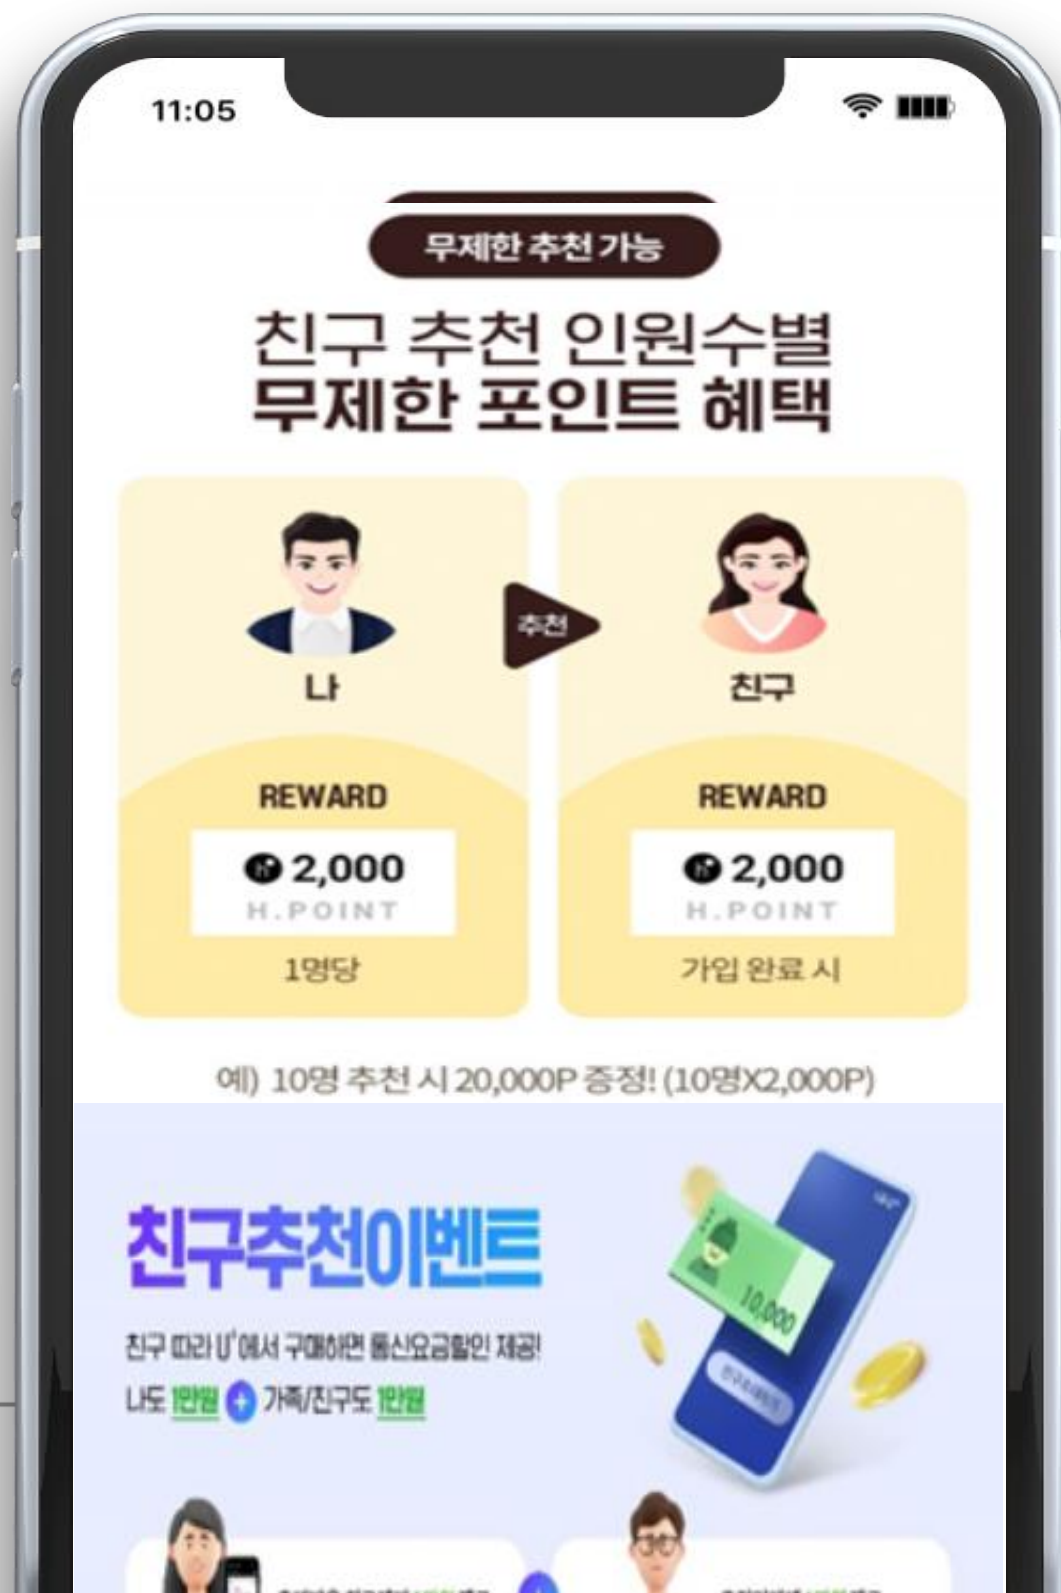 11:05
무제한 추천 가능
친구 추천 인원수별
무제한 포인트 혜택
추천
나
친구
REWARD
2,000
H.POINT
1명당
REWARD
2,000
H.POINT
가입 완료 시
예) 10명 추천 시 20,000P 증정! (10명X2,000P)
친구추천이벤트
10,000
친구 따라 U+에서 구매하면 통신요금할인 제공!
나도 1만원 + 가족/친구도 1만원